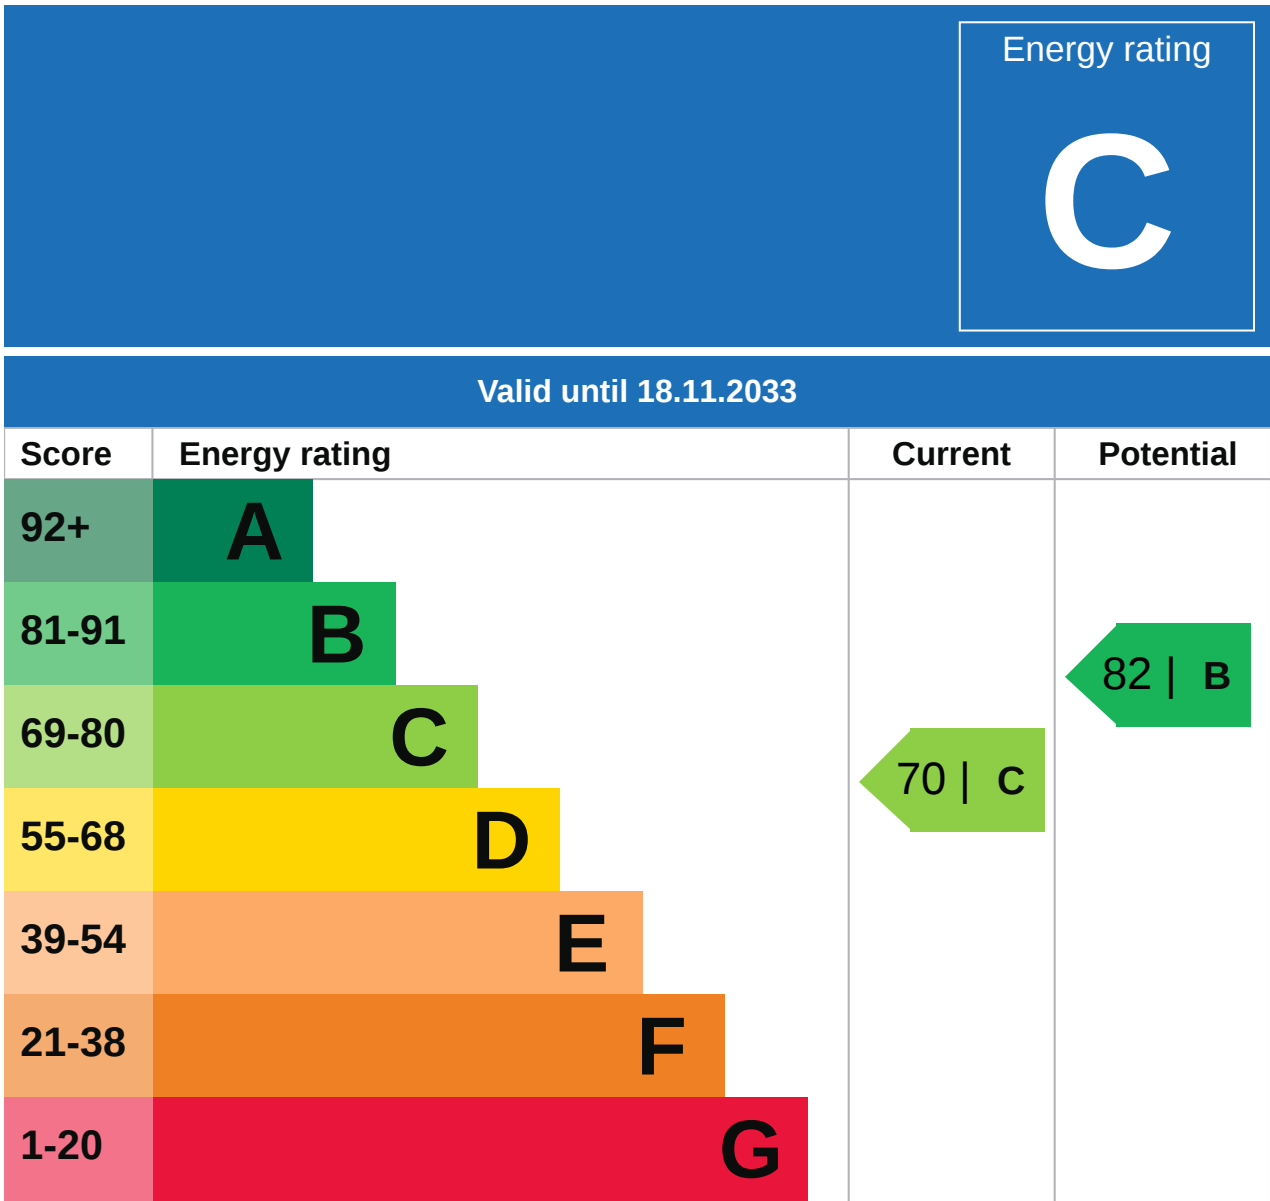 Energy rating
C
Valid until 18.11.2033
Score Energy rating Current Potential
92+ A
81-91 B
82 | B
69-80 C
70 | C
55-68 D
39-54 E
21-38 F
1-20 G